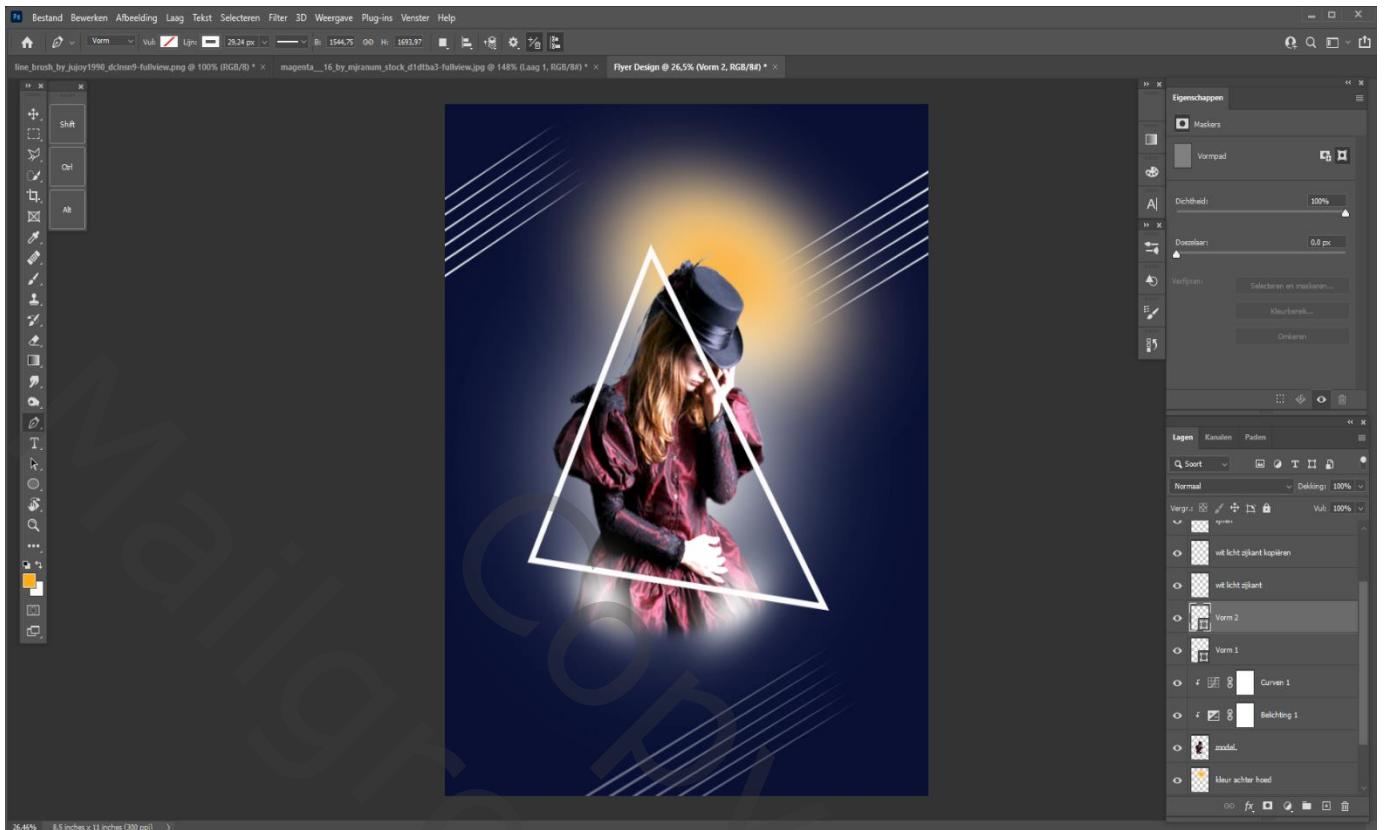 Ps Bestand Bewerken Afbeelding Laag Tekst Selecteren Filter 3D Weergave Plug-ins Venster Help
Vorm Vul: Lijn: 29,24 px B: 1544,75 H: 1693,97
line_brush_by_jujoy1990_dclnsn9-fullview.png @ 100% (RGB/8) * × magenta__16_by_mjranum_stock_d1d1ba3-fullview.jpg @ 148% (Laag 1, RGB/8#) * × Flyer Design @ 26,5% (Vorm 2, RGB/8#) * ×
Shift
Ctrl
Alt
Eigenschappen
Maskers
Vormpad
Dichtheid: 100%
Doezelaar: 0,0 px
Verfijnen: Selecteren en maskeren...
Kleurbereik...
Omkeren
Lagen Kanalen Paden
Soort
Normaal Dekking: 100%
Vergr.: Vul: 100%
wit licht zijkant kopiëren
wit licht zijkant
Vorm 2
Vorm 1
Curven 1
Belichting 1
model
kleur achter hoed
26,46% 8,5 inches x 11 inches (300 ppi)